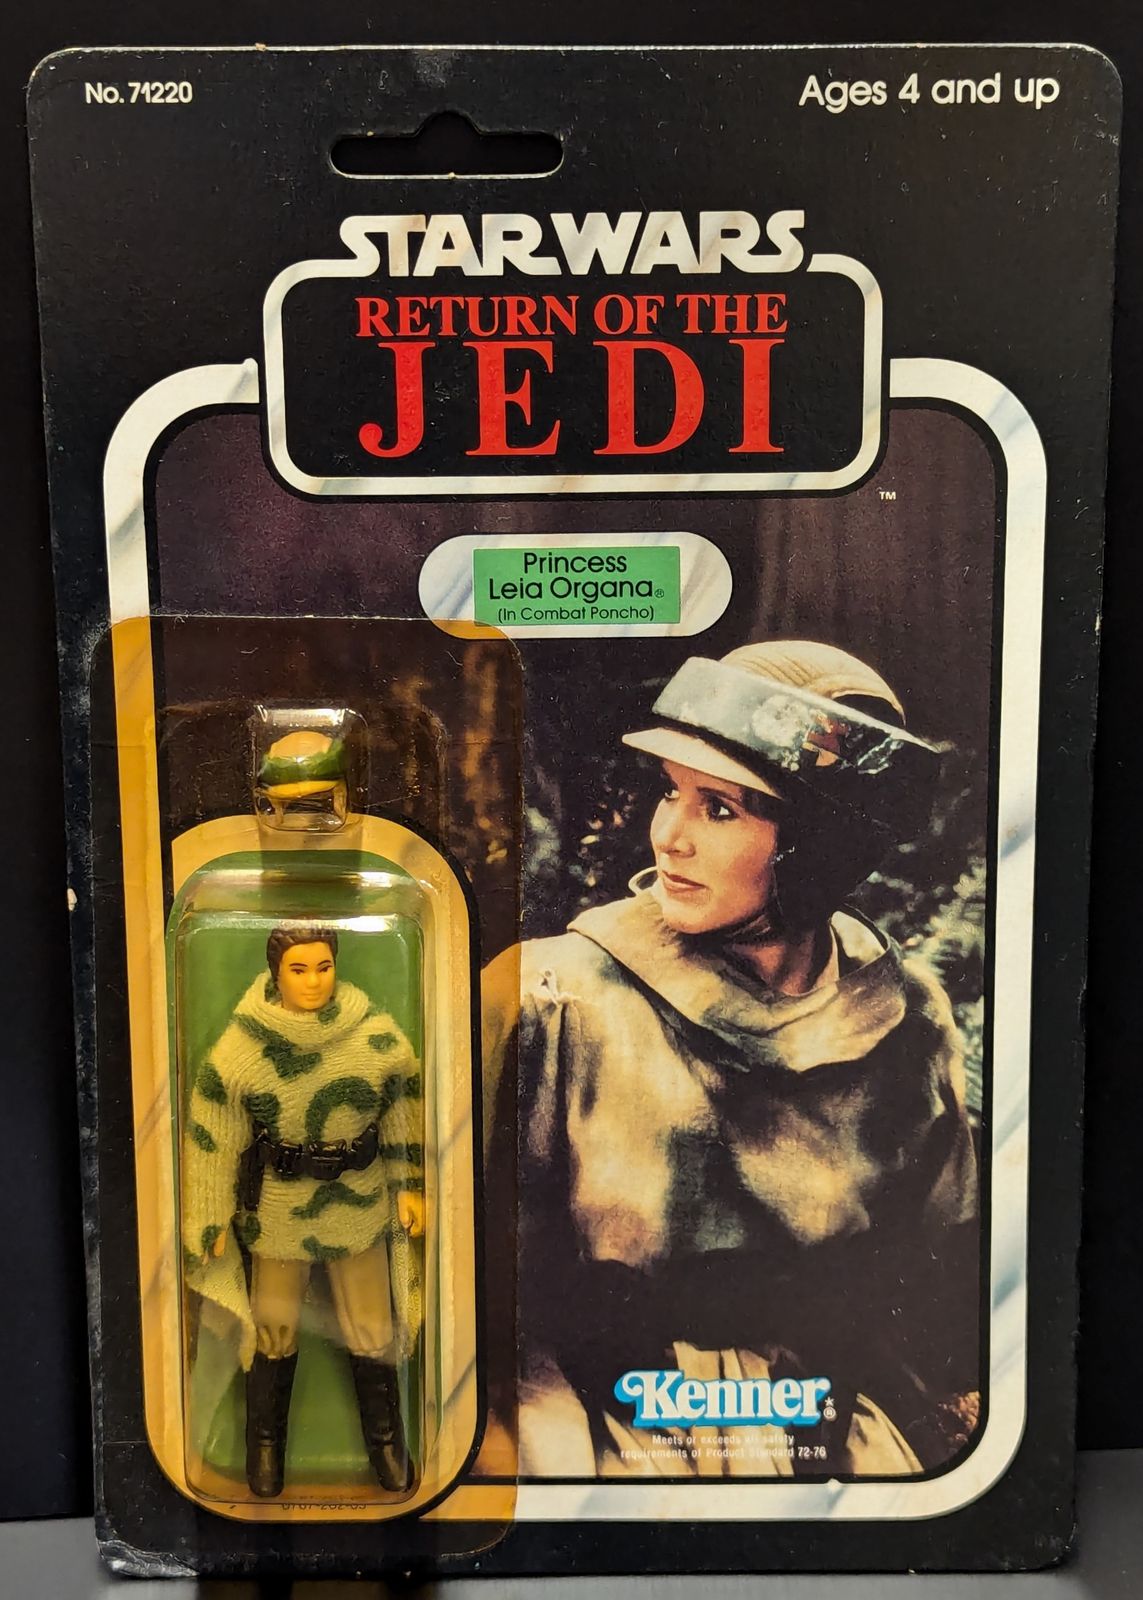 No. 71220
Ages 4 and up
STAR WARS
RETURN OF THE
JEDI
TM
Princess
Leia Organa®
(In Combat Poncho)
Kenner*®
Meets or exceeds all safety
requirements of Product Standard 72-76